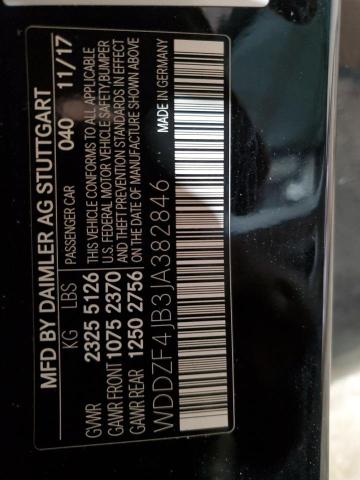 MFD BY DAIMLER AG STUTTGART
KG LBS PASSENGER CAR 040 11/17
GVWR 2325 5126 THIS VEHICLE CONFORMS TO ALL APPLICABLE
GAWR FRONT 1075 2370 U.S. FEDERAL MOTOR VEHICLE SAFETY, BUMPER
GAWR REAR 1250 2756 AND THEFT PREVENTION STANDARDS IN EFFECT
ON THE DATE OF MANUFACTURE SHOWN ABOVE
WDDZF4JB3JA382846 MADE IN GERMANY